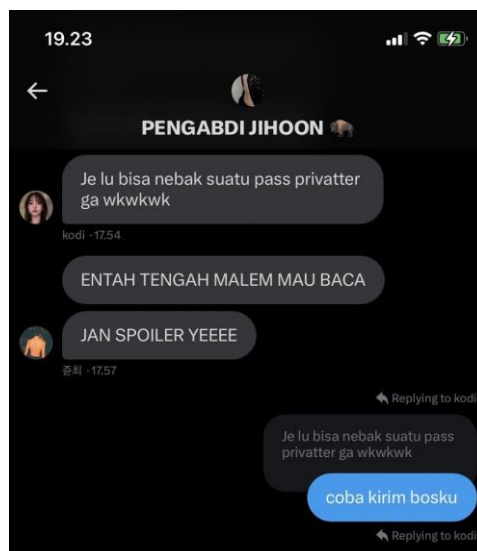 19.23
PENGABDI JIHOON 🦬
Je lu bisa nebak suatu pass privatter
ga wkwkwk
kodi · 17.54
ENTAH TENGAH MALEM MAU BACA
JAN SPOILER YEEEE
쥰최 · 17.57
Replying to kodi
Je lu bisa nebak suatu pass
privatter ga wkwkwk
coba kirim bosku
Replying to kodi